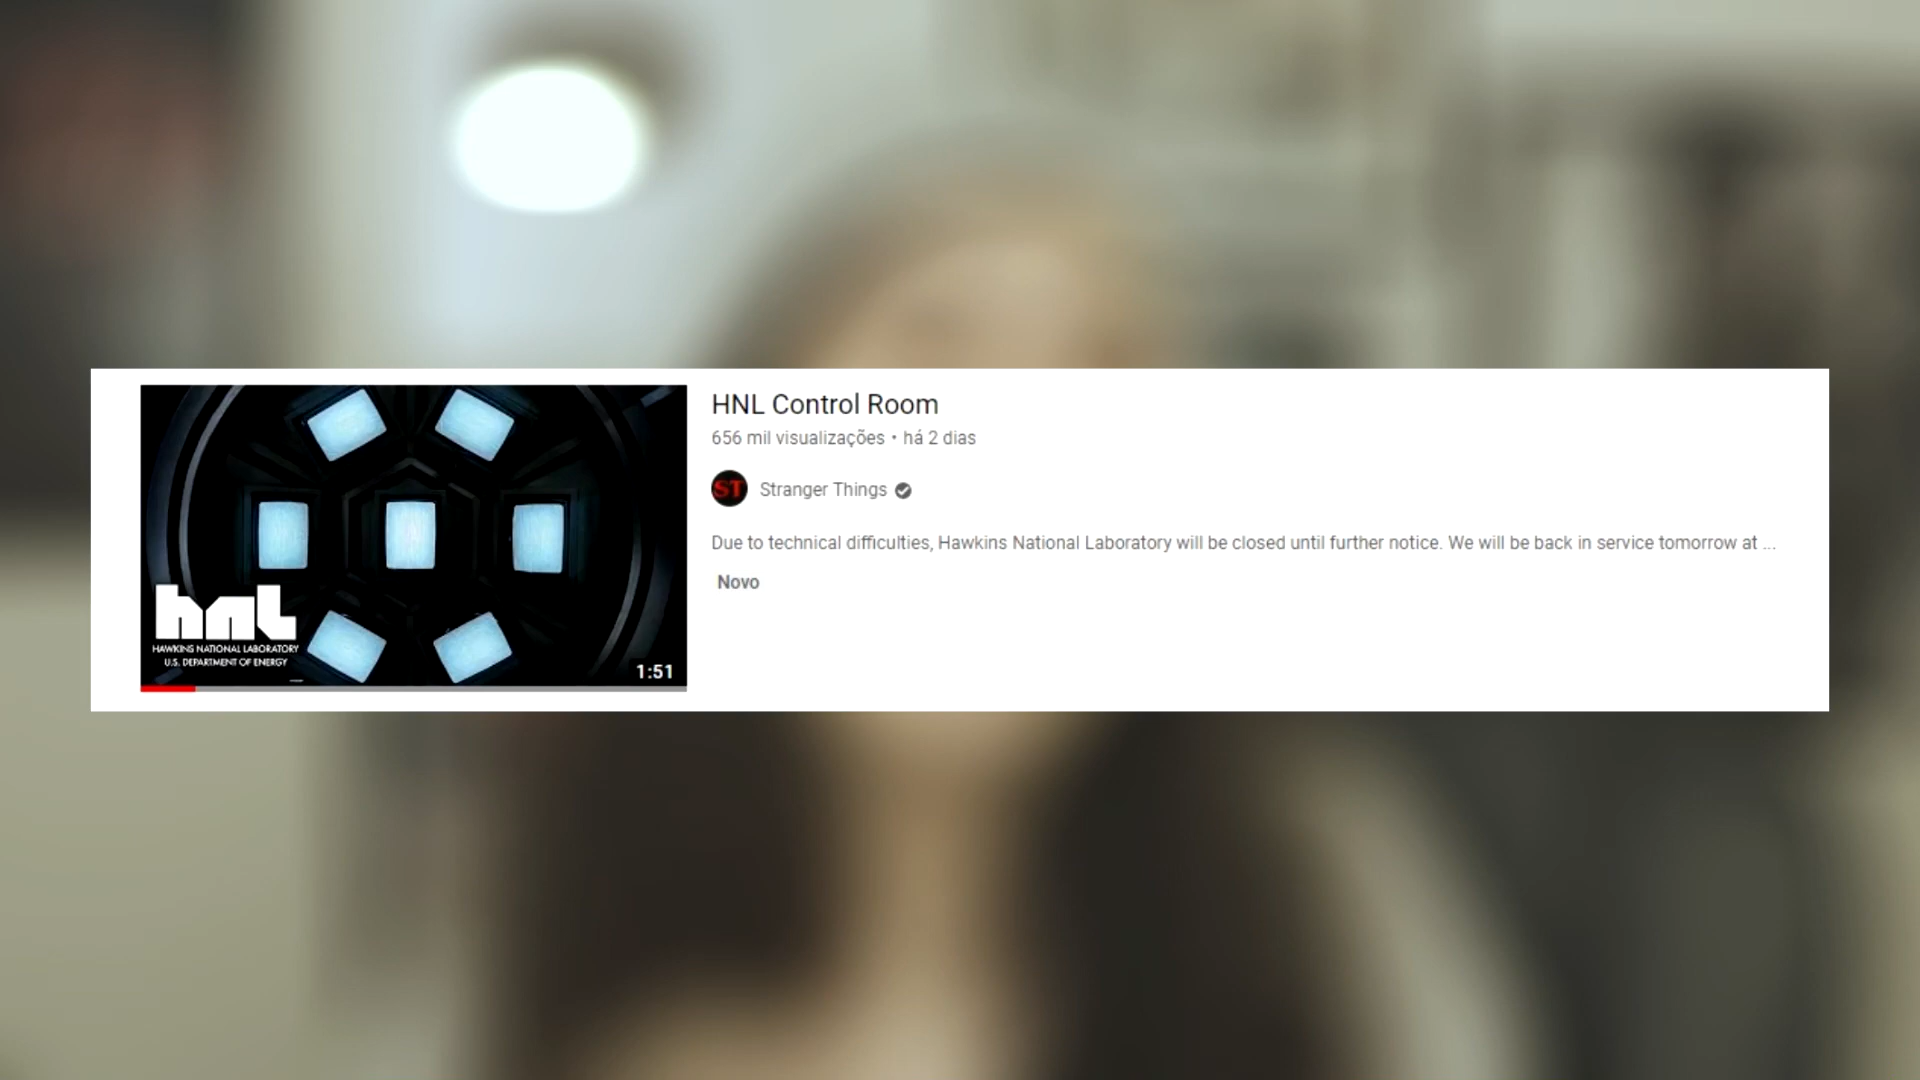 HNL Control Room
656 mil visualizações • há 2 dias
ST
Stranger Things
Due to technical difficulties, Hawkins National Laboratory will be closed until further notice. We will be back in service tomorrow at ...
Novo
hnl
HAWKINS NATIONAL LABORATORY
U.S. DEPARTMENT OF ENERGY
1:51